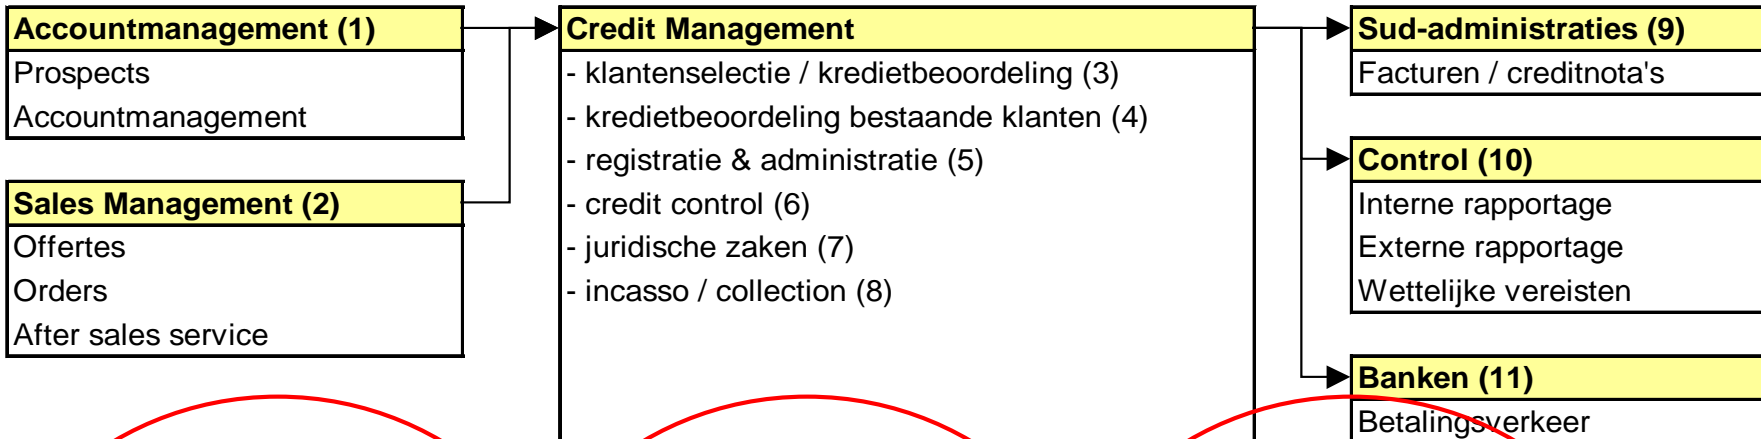 Accountmanagement (1)
Prospects
Accountmanagement
Sales Management (2)
Offertes
Orders
After sales service
Credit Management
- klantenselectie / kredietbeoordeling (3)
- kredietbeoordeling bestaande klanten (4)
- registratie & administratie (5)
- credit control (6)
- juridische zaken (7)
- incasso / collection (8)
Sud-administraties (9)
Facturen / creditnota's
Control (10)
Interne rapportage
Externe rapportage
Wettelijke vereisten
Banken (11)
Betalingsverkeer